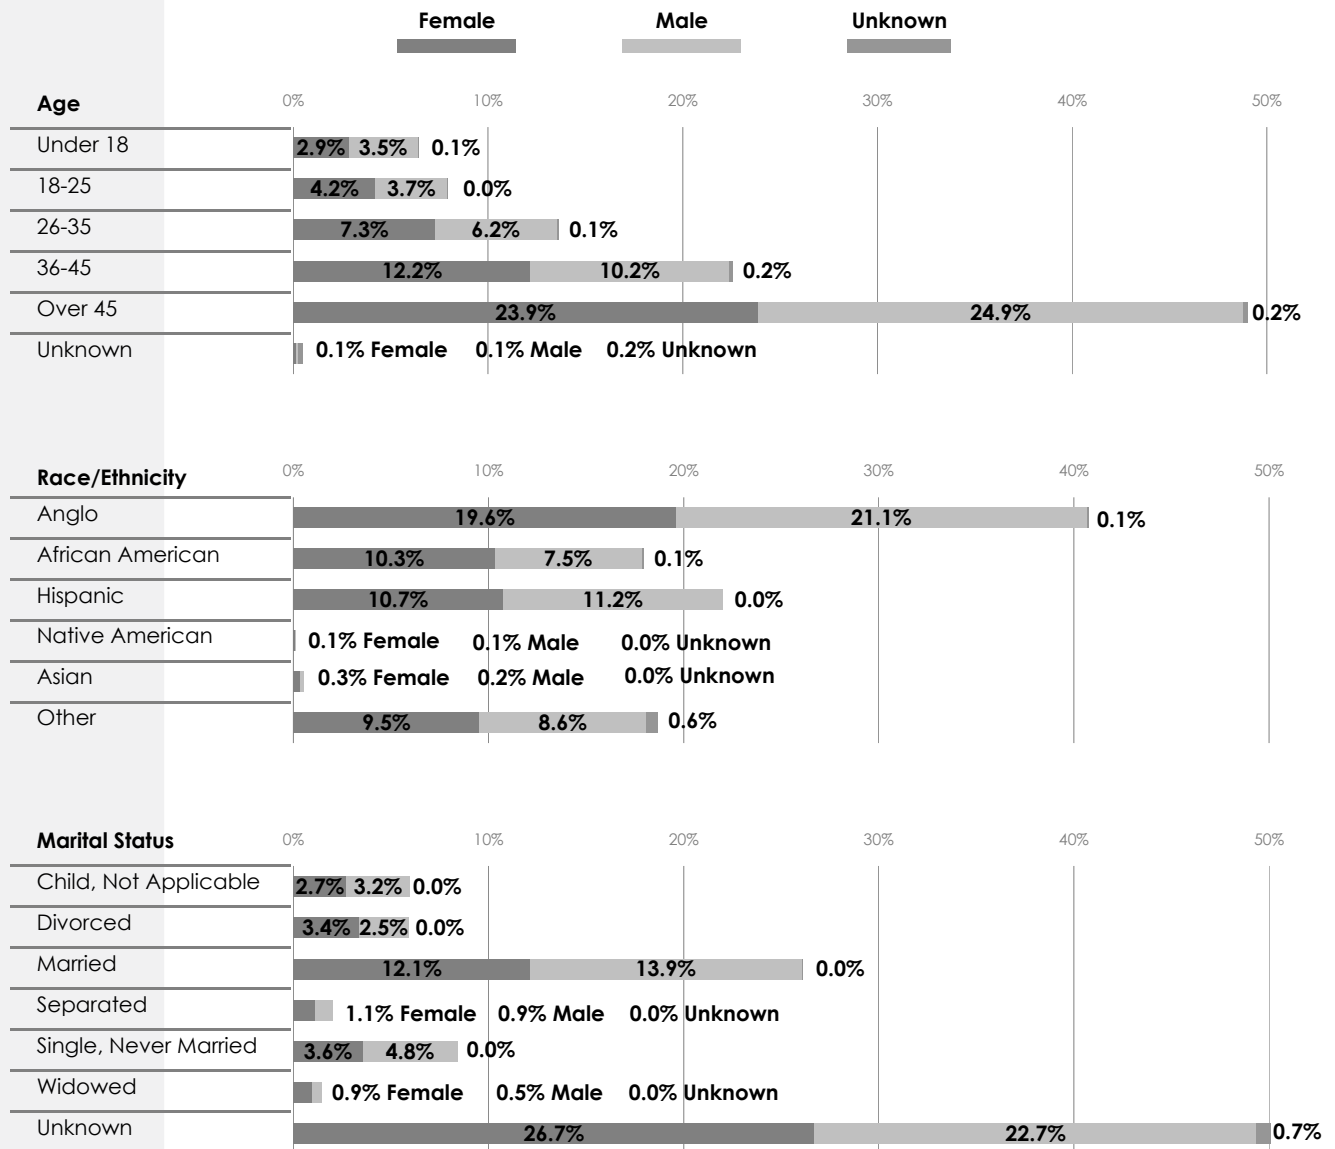 Female Male Unknown
Age 0% 10% 20% 30% 40% 50%
Under 18 2.9% 3.5% 0.1%
18-25 4.2% 3.7% 0.0%
26-35 7.3% 6.2% 0.1%
36-45 12.2% 10.2% 0.2%
Over 45 23.9% 24.9% 0.2%
Unknown 0.1% Female 0.1% Male 0.2% Unknown
Race/Ethnicity 0% 10% 20% 30% 40% 50%
Anglo 19.6% 21.1% 0.1%
African American 10.3% 7.5% 0.1%
Hispanic 10.7% 11.2% 0.0%
Native American 0.1% Female 0.1% Male 0.0% Unknown
Asian 0.3% Female 0.2% Male 0.0% Unknown
Other 9.5% 8.6% 0.6%
Marital Status 0% 10% 20% 30% 40% 50%
Child, Not Applicable 2.7% 3.2% 0.0%
Divorced 3.4% 2.5% 0.0%
Married 12.1% 13.9% 0.0%
Separated 1.1% Female 0.9% Male 0.0% Unknown
Single, Never Married 3.6% 4.8% 0.0%
Widowed 0.9% Female 0.5% Male 0.0% Unknown
Unknown 26.7% 22.7% 0.7%